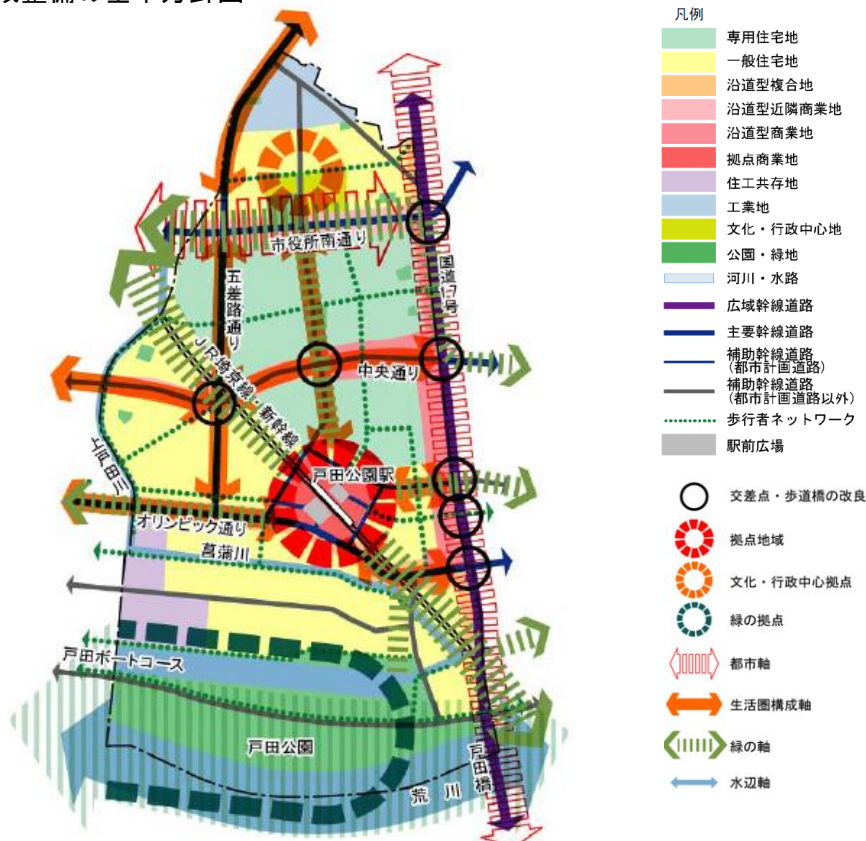 凡例
専用住宅地
一般住宅地
沿道型複合地
沿道型近隣商業地
沿道型商業地
拠点商業地
住工共存地
工業地
文化・行政中心地
公園・緑地
河川・水路
広域幹線道路
主要幹線道路
補助幹線道路
(都市計画道路)
補助幹線道路
(都市計画道路以外)
歩行者ネットワーク
駅前広場
交差点・歩道橋の改良
拠点地域
文化・行政中心拠点
緑の拠点
都市軸
生活圏構成軸
緑の軸
水辺軸
市役所南通り
国道17号
五差路通り
JR埼京線・新幹線
中央通り
上戸田川
戸田公園駅
オリンピック通り
菖蒲川
戸田ボートコース
戸田公園
戸田橋
荒川